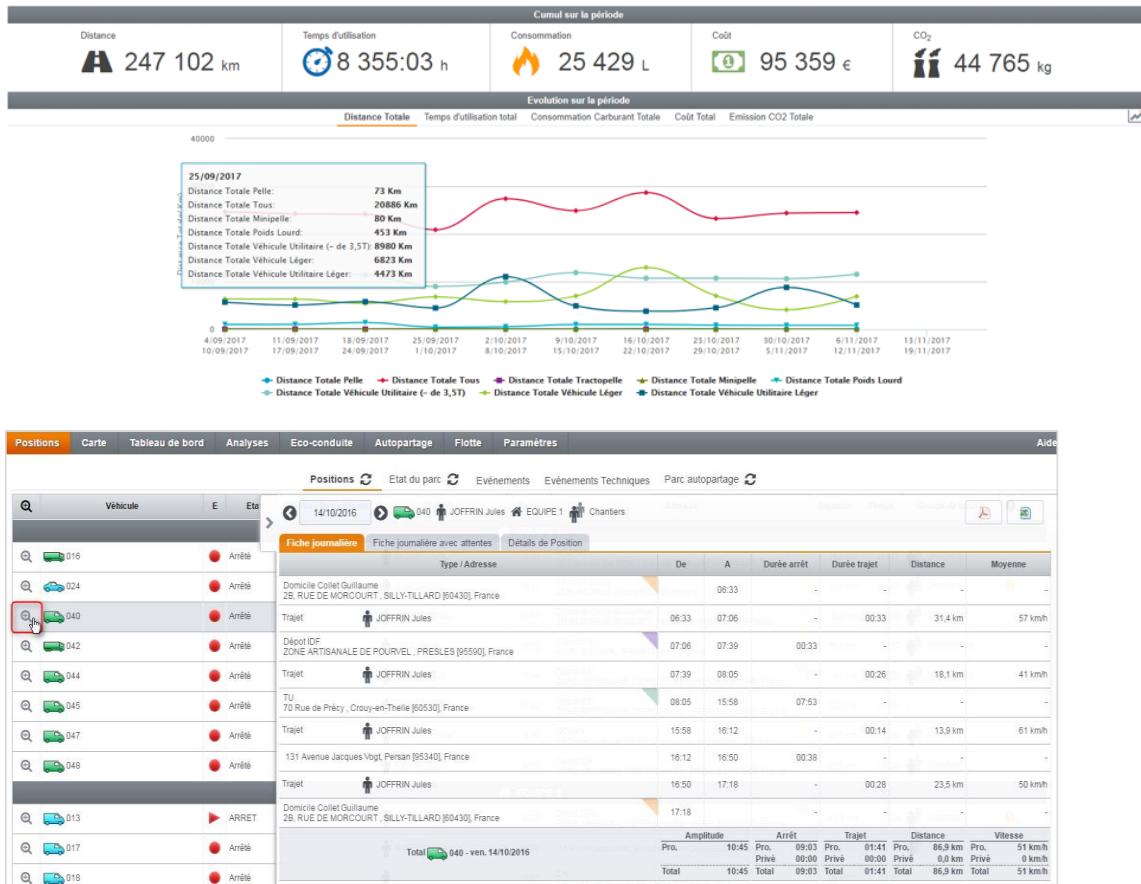 Cumul sur la période
Distance
247 102 km
Temps d'utilisation
8 355:03 h
Consommation
25 429 L
Coût
95 359 €
CO2
44 765 kg
Evolution sur la période
Distance Totale Temps d'utilisation total Consommation Carburant Totale Coût Total Emission CO2 Totale
40000
25/09/2017
Distance Totale Pelle: 73 Km
Distance Totale Tous: 20886 Km
Distance Totale Minipelle: 80 Km
Distance Totale Poids Lourd: 453 Km
Distance Totale Véhicule Utilitaire (- de 3,5T): 8980 Km
Distance Totale Véhicule Léger: 6823 Km
Distance Totale Véhicule Utilitaire Léger: 4473 Km
0
4/09/2017 11/09/2017 18/09/2017 25/09/2017 2/10/2017 9/10/2017 16/10/2017 23/10/2017 30/10/2017 6/11/2017 13/11/2017
10/09/2017 17/09/2017 24/09/2017 1/10/2017 8/10/2017 15/10/2017 22/10/2017 29/10/2017 5/11/2017 12/11/2017 19/11/2017
Distance Totale Pelle Distance Totale Tous Distance Totale Tractopelle Distance Totale Minipelle Distance Totale Poids Lourd
Distance Totale Véhicule Utilitaire (- de 3,5T) Distance Totale Véhicule Léger Distance Totale Véhicule Utilitaire Léger
Positions Carte Tableau de bord Analyses Eco-conduite Autopartage Flotte Paramètres Aide
Positions Etat du parc Evénements Evénements Techniques Parc autopartage
Véhicule E Eta
14/10/2016 040 JOFFRIN Jules EQUIPE 1 Chantiers
Fiche journalière Fiche journalière avec attentes Détails de Position
Type / Adresse De A Durée arrêt Durée trajet Distance Moyenne
016 Arrêté
024 Arrêté
040 Arrêté
042 Arrêté
044 Arrêté
045 Arrêté
047 Arrêté
048 Arrêté
013 ARRET
017 Arrêté
018 Arrêté
Domicile Collet Guillaume
2B, RUE DE MORCOURT , SILLY-TILLARD [60430], France 06:33 - - - -
Trajet JOFFRIN Jules 06:33 07:06 - 00:33 31,4 km 57 km/h
Dépot IDF
ZONE ARTISANALE DE POURVEL , PRESLES [95590], France 07:06 07:39 00:33 - - -
Trajet JOFFRIN Jules 07:39 08:05 - 00:26 18,1 km 41 km/h
TU
70 Rue de Précy , Crouy-en-Thelle [60530], France 08:05 15:58 07:53 - - -
Trajet JOFFRIN Jules 15:58 16:12 - 00:14 13,9 km 61 km/h
131 Avenue Jacques Vogt, Persan [95340], France 16:12 16:50 00:38 - - -
Trajet JOFFRIN Jules 16:50 17:18 - 00:28 23,5 km 50 km/h
Domicile Collet Guillaume
2B, RUE DE MORCOURT , SILLY-TILLARD [60430], France 17:18 - - - -
Amplitude Arrêt Trajet Distance Vitesse
Total 040 - ven. 14/10/2016
Pro. 10:45 Pro. 09:03 Pro. 01:41 Pro. 86,9 km Pro. 51 km/h
Privé 00:00 Privé 00:00 Privé 0,0 km Privé 0 km/h
Total 10:45 Total 09:03 Total 01:41 Total 86,9 km Total 51 km/h